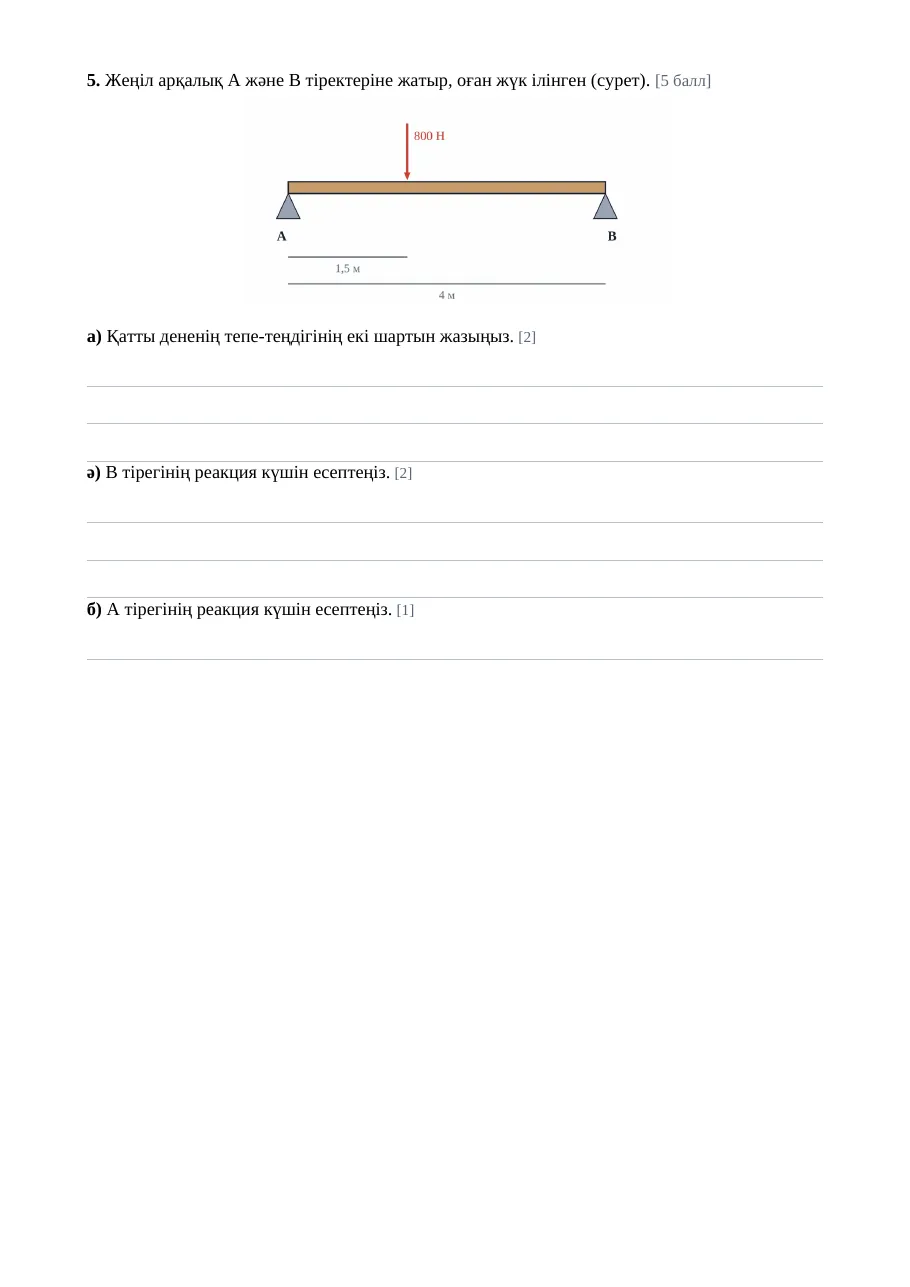 5. Жеңіл арқалық А және В тіректеріне жатыр, оған жүк ілінген (сурет). [5 балл]
800 Н
А
В
1,5 м
4 м
а) Қатты дененің тепе-теңдігінің екі шартын жазыңыз. [2]
ә) В тірегінің реакция күшін есептеңіз. [2]
б) А тірегінің реакция күшін есептеңіз. [1]